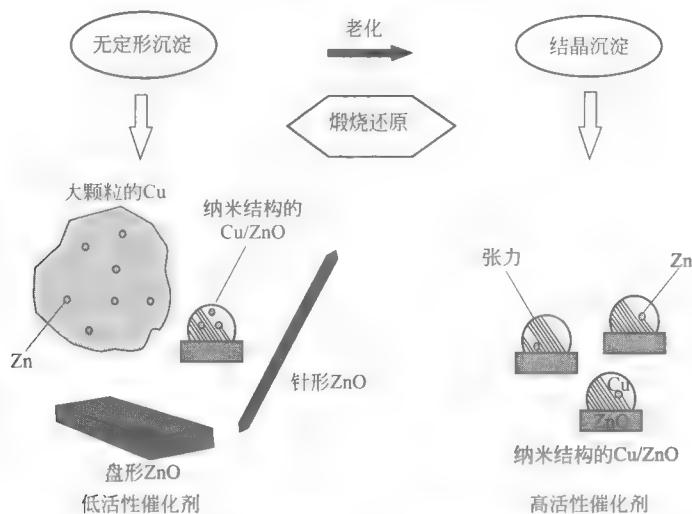 无定形沉淀
老化
结晶沉淀
煅烧还原
大颗粒的Cu
纳米结构的
Cu/ZnO
张力
Zn
Zn
针形ZnO
Cu
ZnO
盘形ZnO
纳米结构的Cu/ZnO
低活性催化剂
高活性催化剂